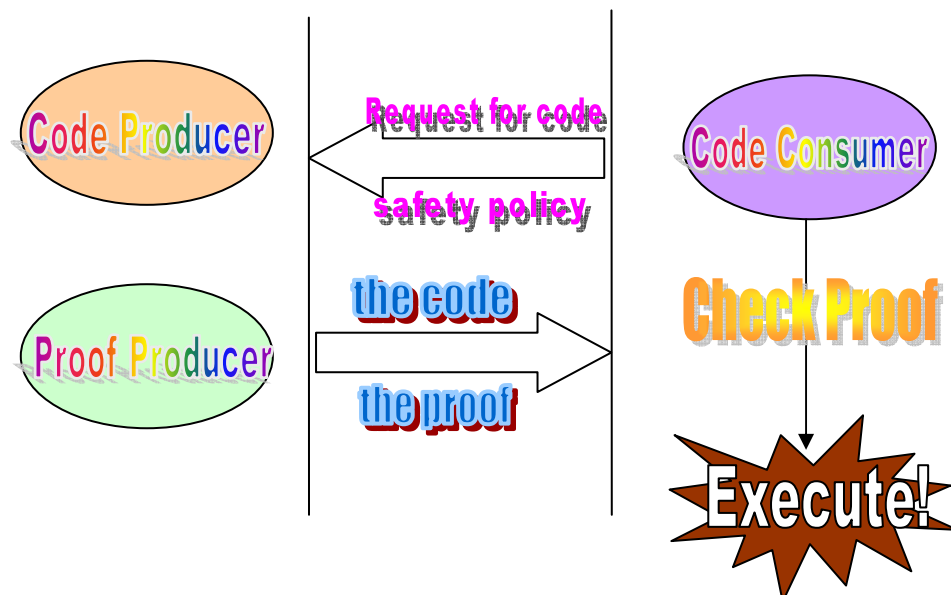 Code Producer
Request for code
safety policy
Code Consumer
Proof Producer
the code
the proof
Check Proof
Execute!